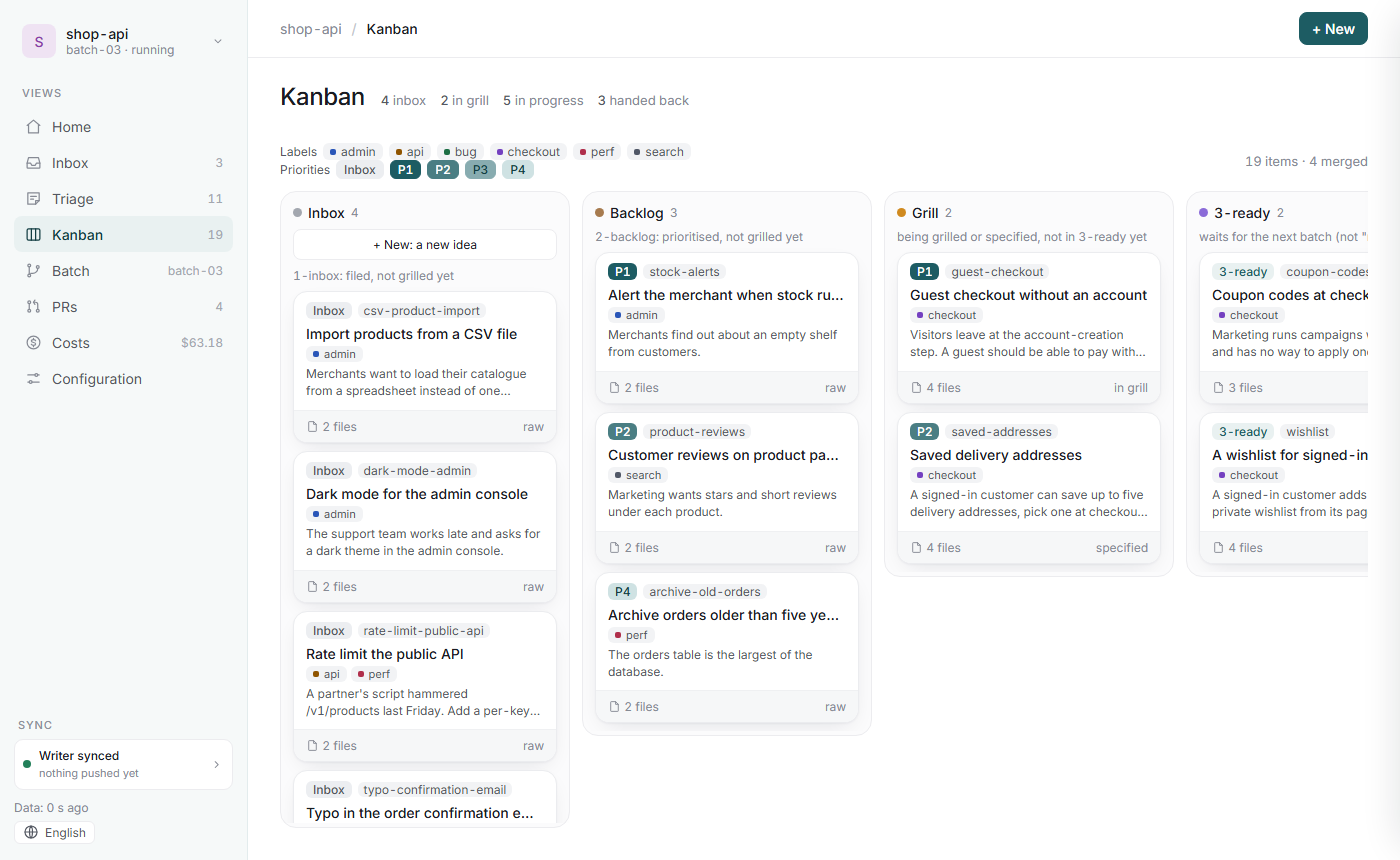 S
shop-api
batch-03 · running
VIEWS
Home
Inbox 3
Triage 11
Kanban 19
Batch batch-03
PRs 4
Costs $63.18
Configuration
SYNC
Writer synced
nothing pushed yet
Data: 0 s ago
English
shop-api / Kanban
+ New
Kanban 4 inbox 2 in grill 5 in progress 3 handed back
Labels admin api bug checkout perf search
Priorities Inbox P1 P2 P3 P4
19 items · 4 merged
Inbox 4
+ New: a new idea
1-inbox: filed, not grilled yet
Inbox csv-product-import
Import products from a CSV file
admin
Merchants want to load their catalogue
from a spreadsheet instead of one...
2 files raw
Inbox dark-mode-admin
Dark mode for the admin console
admin
The support team works late and asks for
a dark theme in the admin console.
2 files raw
Inbox rate-limit-public-api
Rate limit the public API
api perf
A partner's script hammered
/v1/products last Friday. Add a per-key...
2 files raw
Inbox typo-confirmation-email
Typo in the order confirmation e...
Backlog 3
2-backlog: prioritised, not grilled yet
P1 stock-alerts
Alert the merchant when stock ru...
admin
Merchants find out about an empty shelf
from customers.
2 files raw
P2 product-reviews
Customer reviews on product pa...
search
Marketing wants stars and short reviews
under each product.
2 files raw
P4 archive-old-orders
Archive orders older than five ye...
perf
The orders table is the largest of the
database.
2 files raw
Grill 2
being grilled or specified, not in 3-ready yet
P1 guest-checkout
Guest checkout without an account
checkout
Visitors leave at the account-creation
step. A guest should be able to pay with...
4 files in grill
P2 saved-addresses
Saved delivery addresses
checkout
A signed-in customer can save up to five
delivery addresses, pick one at checkou...
4 files specified
3-ready 2
waits for the next batch (not "
3-ready coupon-codes
Coupon codes at check
checkout
Marketing runs campaigns
and has no way to apply on
3 files
3-ready wishlist
A wishlist for signed-in
checkout
A signed-in customer adds
private wishlist from its pag
4 files